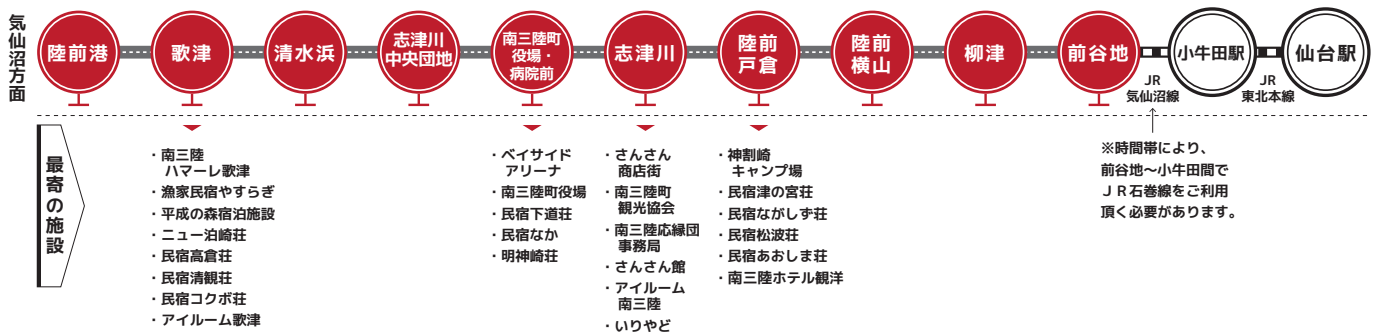 気仙沼方面
陸前港
歌津
清水浜
志津川
中央団地
南三陸町
役場・
病院前
志津川
陸前
戸倉
陸前
横山
柳津
前谷地
JR
気仙沼線
小牛田駅
JR
東北本線
仙台駅
最寄の施設
・南三陸
ハマーレ歌津
・漁家民宿やすらぎ
・平成の森宿泊施設
・ニュー泊崎荘
・民宿高倉荘
・民宿清観荘
・民宿コクボ荘
・アイルーム歌津
・ベイサイド
アリーナ
・南三陸町役場
・民宿下道荘
・民宿なか
・明神崎荘
・さんさん
商店街
・南三陸町
観光協会
・南三陸応縁団
事務局
・さんさん館
・アイルーム
南三陸
・いりやど
・神割崎
キャンプ場
・民宿津の宮荘
・民宿ながしず荘
・民宿松波荘
・民宿あおしま荘
・南三陸ホテル観洋
※時間帯により、
前谷地〜小牛田間で
ＪＲ石巻線をご利用
頂く必要があります。